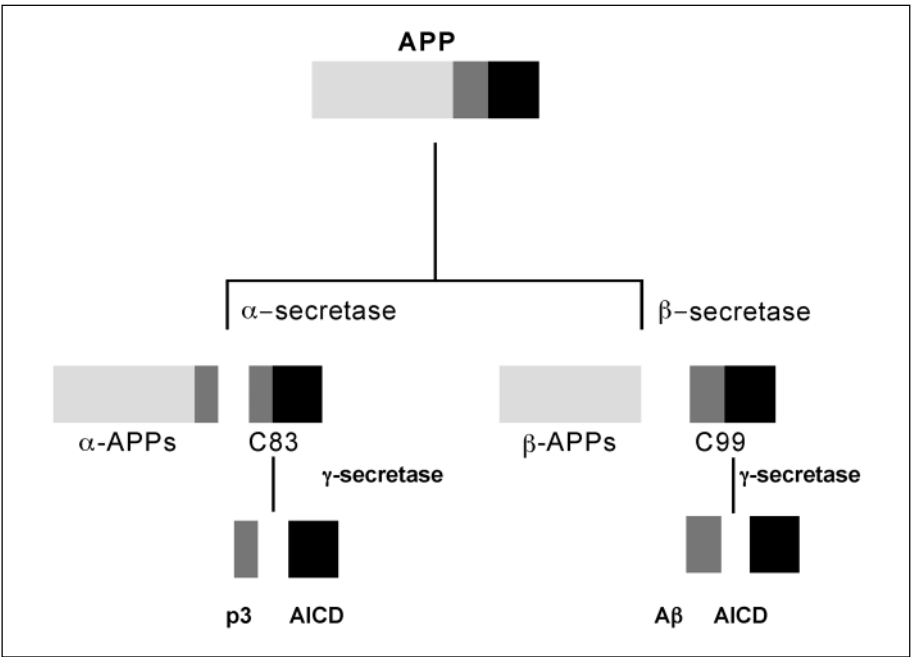 APP
α–secretase
β–secretase
α-APPs
C83
β-APPs
C99
γ-secretase
γ-secretase
p3
AICD
Aβ
AICD